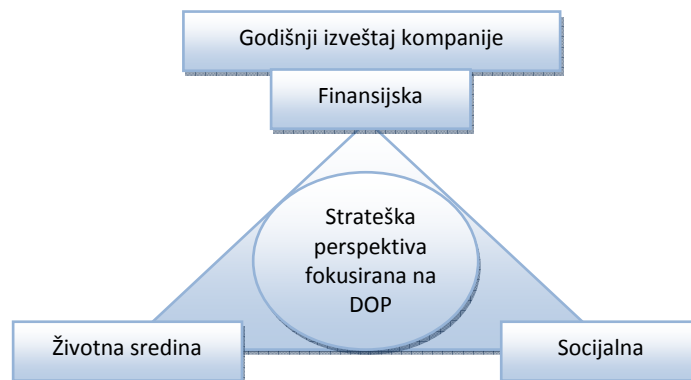 Godišnji izveštaj kompanije
Finansijska
Strateška
perspektiva
fokusirana na
DOP
Životna sredina
Socijalna